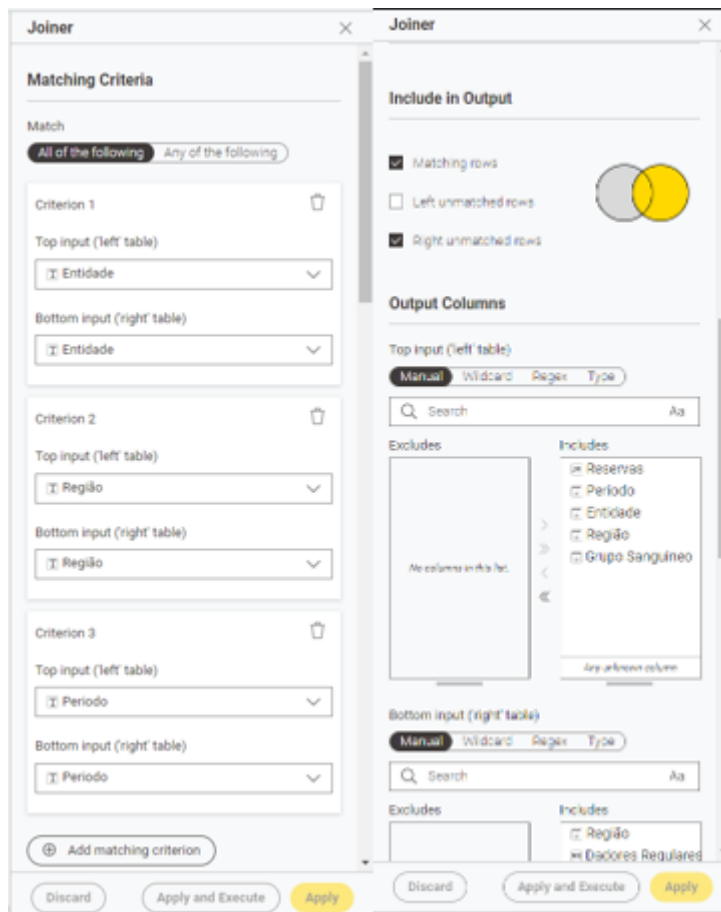 Joiner
Matching Criteria
Match
All of the following Any of the following
Criterion 1
Top input ('left' table)
Entidade
Bottom input ('right' table)
Entidade
Criterion 2
Top input ('left' table)
Região
Bottom input ('right' table)
Região
Criterion 3
Top input ('left' table)
Periodo
Bottom input ('right' table)
Periodo
Add matching criterion
Discard Apply and Execute Apply
Joiner
Include in Output
Matching rows
Left unmatched rows
Right unmatched rows
Output Columns
Top input ('left' table)
Manual Wildcard Regex Type
Search Aa
Excludes Includes
Reservas
Periodo
Entidade
Região
Grupo Sanguíneo
No columns in this list.
Any unknown column
Bottom input ('right' table)
Manual Wildcard Regex Type
Search Aa
Excludes Includes
Região
Dadores Regulares
Discard Apply and Execute Apply